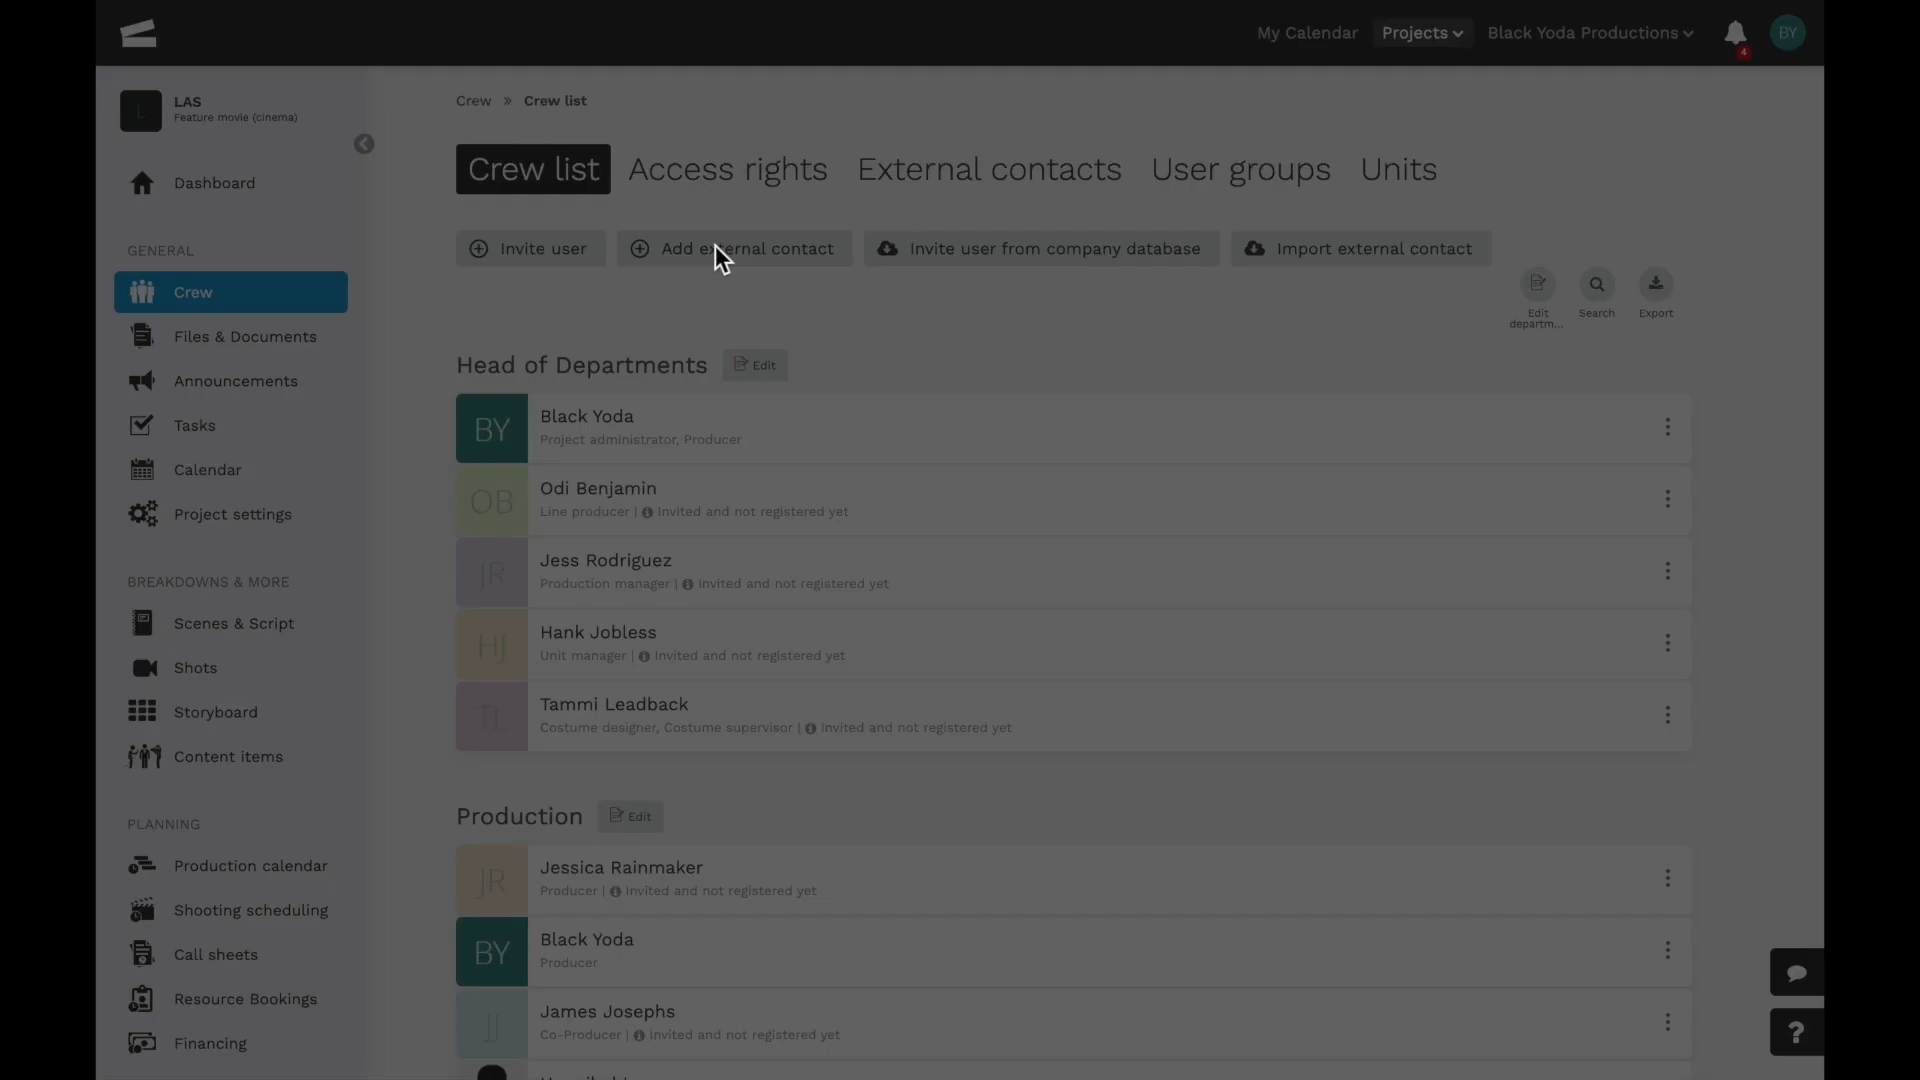 My Calendar
Projects
Black Yoda Productions
4
BY
L
LAS
Feature movie (cinema)
Dashboard
GENERAL
Crew
Files & Documents
Announcements
Tasks
Calendar
Project settings
BREAKDOWNS & MORE
Scenes & Script
Shots
Storyboard
Content items
PLANNING
Production calendar
Shooting scheduling
Call sheets
Resource Bookings
Financing
Crew » Crew list
Crew list
Access rights
External contacts
User groups
Units
Invite user
Add external contact
Invite user from company database
Import external contact
Edit departm...
Search
Export
Head of Departments
Edit
BY
Black Yoda
Project administrator, Producer
OB
Odi Benjamin
Line producer | Invited and not registered yet
JR
Jess Rodriguez
Production manager | Invited and not registered yet
HJ
Hank Jobless
Unit manager | Invited and not registered yet
TL
Tammi Leadback
Costume designer, Costume supervisor | Invited and not registered yet
Production
Edit
JR
Jessica Rainmaker
Producer | Invited and not registered yet
BY
Black Yoda
Producer
JJ
James Josephs
Co-Producer | Invited and not registered yet
?